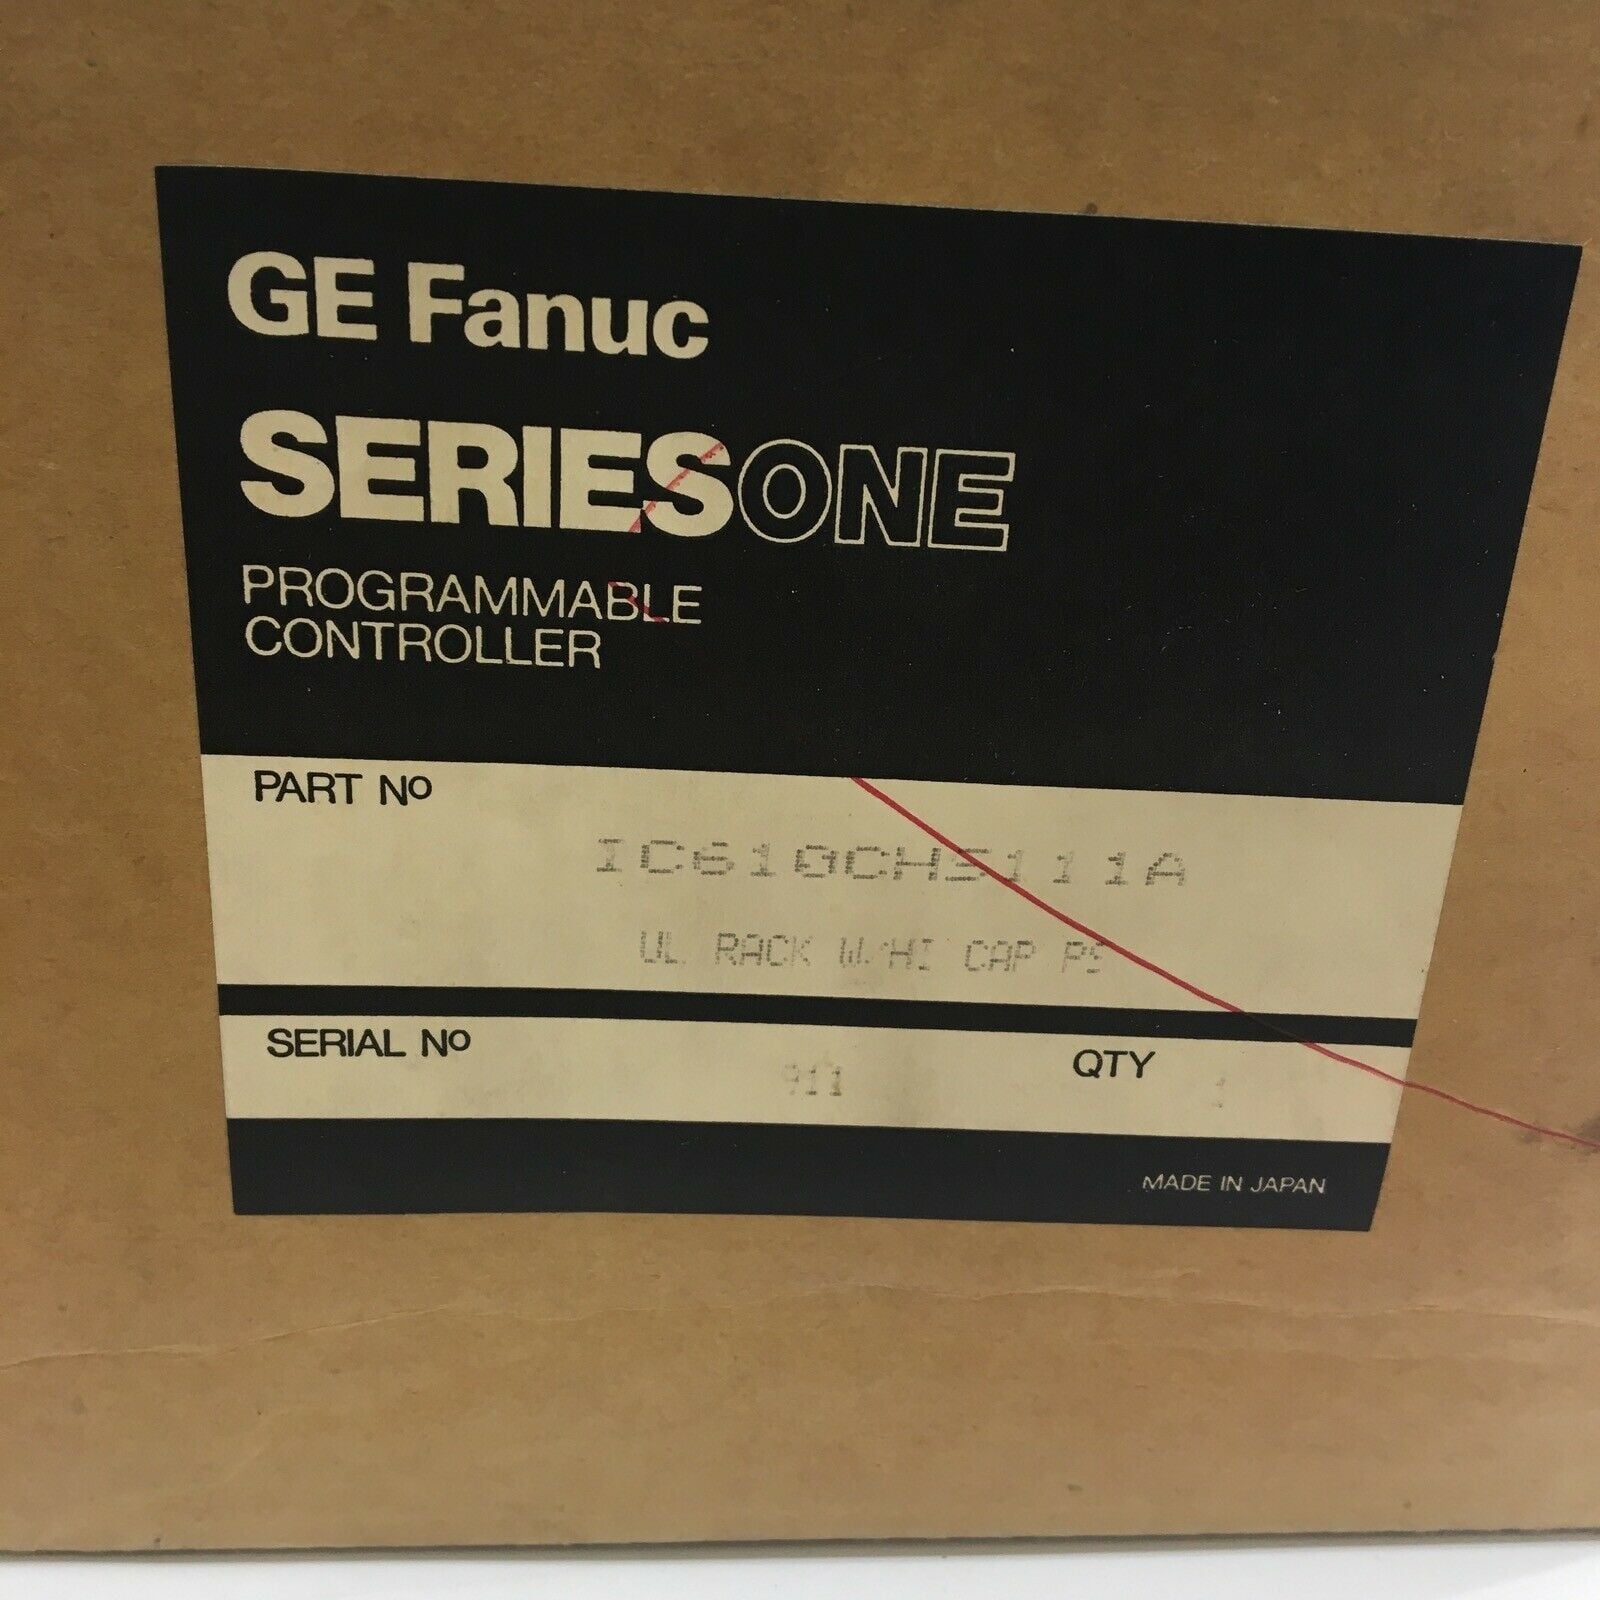 GE Fanuc
SERIESONE
PROGRAMMABLE
CONTROLLER
PART No
IC610CHS111A
UL RACK W/HI CAP PS
SERIAL No 911 QTY 1
MADE IN JAPAN